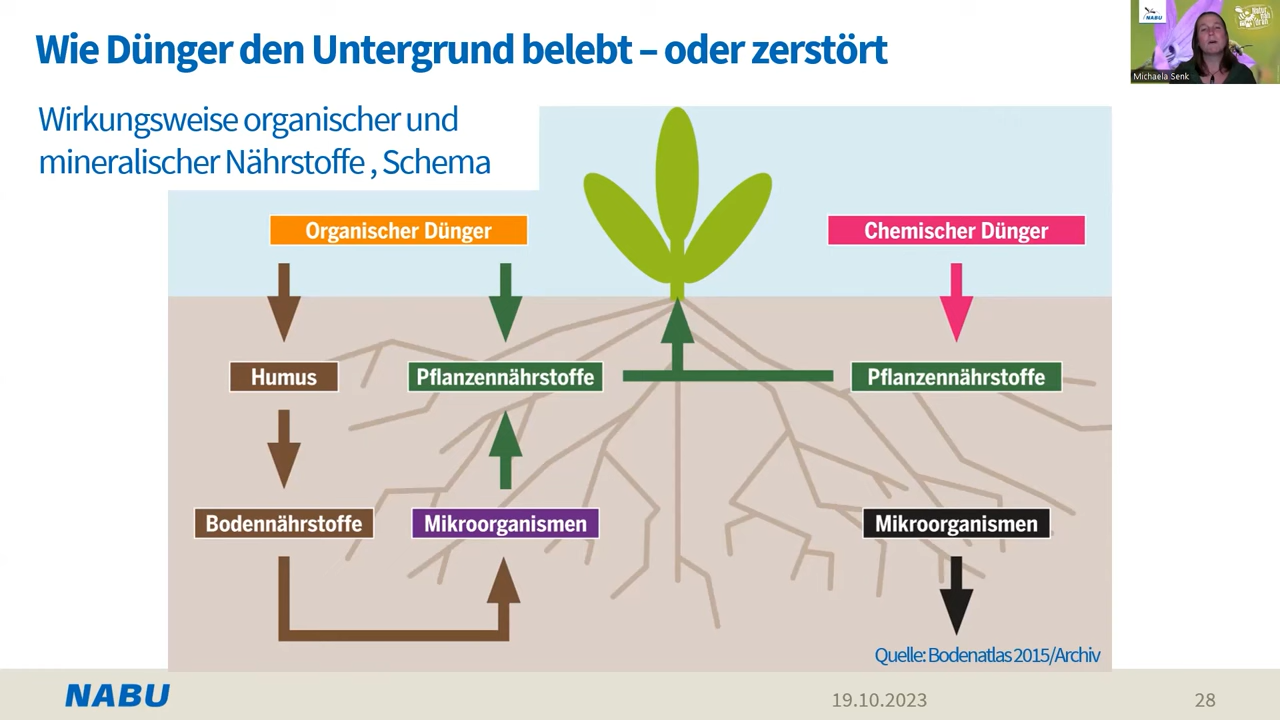 Wie Dünger den Untergrund belebt – oder zerstört
NABU
Michaela Senk
Wirkungsweise organischer und
mineralischer Nährstoffe , Schema
Organischer Dünger
Chemischer Dünger
Humus
Pflanzennährstoffe
Pflanzennährstoffe
Bodennährstoffe
Mikroorganismen
Mikroorganismen
Quelle: Bodenatlas 2015/Archiv
NABU
19.10.2023
28